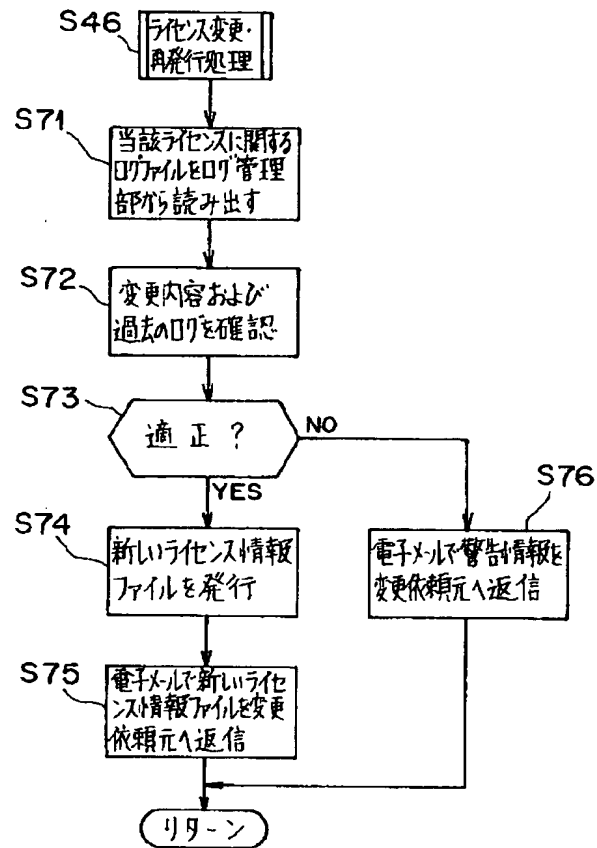 S46
ライセンス変更・
再発行処理
S71
当該ライセンスに関する
ログファイルをログ管理
部から読み出す
S72
変更内容および
過去のログを確認
S73
適正?
NO
YES
S74
新しいライセンス情報
ファイルを発行
S76
電子メールで警告情報を
変更依頼元へ返信
S75
電子メールで新しいライセ
ンス情報ファイルを変更
依頼元へ返信
リターン